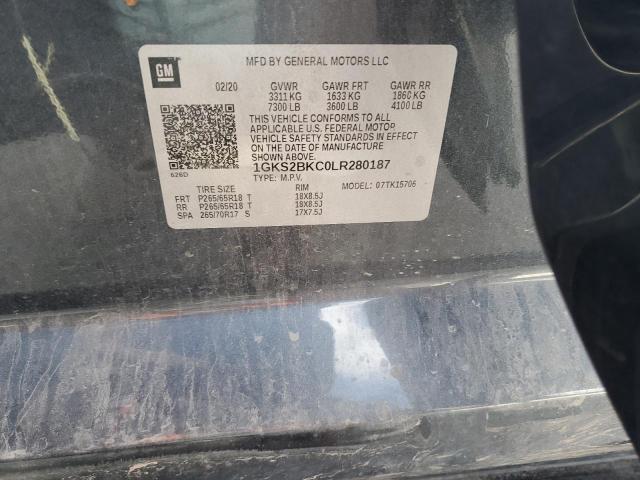 GM
MFD BY GENERAL MOTORS LLC
02/20 GVWR GAWR FRT GAWR RR
3311 KG 1633 KG 1860 KG
7300 LB 3600 LB 4100 LB
THIS VEHICLE CONFORMS TO ALL
APPLICABLE U.S. FEDERAL MOTOR
VEHICLE SAFETY STANDARDS IN EFFECT
ON THE DATE OF MANUFACTURE SHOWN ABOVE.
626D 1GKS2BKC0LR280187
TYPE: M.P.V. MODEL: 07TK15706
TIRE SIZE RIM
FRT P265/65R18 T 18X8.5J
RR P265/65R18 T 18X8.5J
SPA 265/70R17 S 17X7.5J